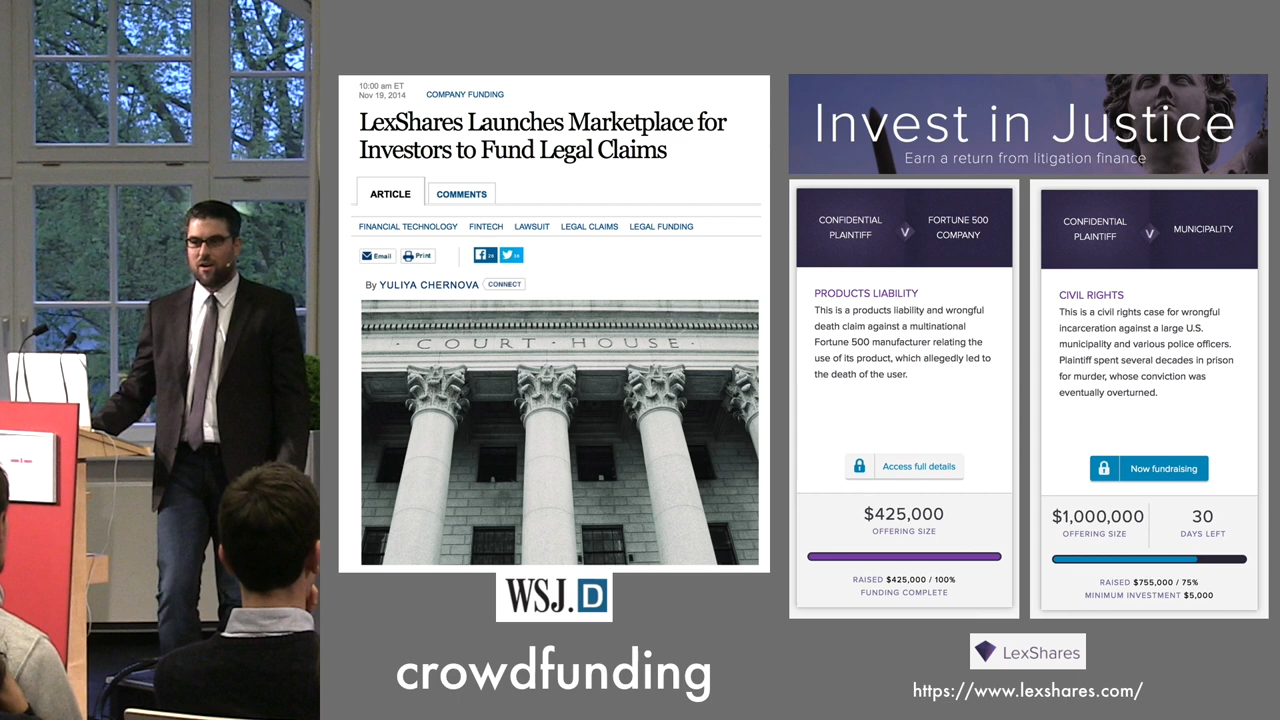 10:00 am ET
Nov 19, 2014
COMPANY FUNDING
LexShares Launches Marketplace for
Investors to Fund Legal Claims
ARTICLE
COMMENTS
FINANCIAL TECHNOLOGY FINTECH LAWSUIT LEGAL CLAIMS LEGAL FUNDING
Email Print
By YULIYA CHERNOVA CONNECT
COURT · HOUSE
WSJ.D
crowdfunding
Invest in Justice
Earn a return from litigation finance
CONFIDENTIAL
PLAINTIFF
V
FORTUNE 500
COMPANY
PRODUCTS LIABILITY
This is a products liability and wrongful
death claim against a multinational
Fortune 500 manufacturer relating the
use of its product, which allegedly led to
the death of the user.
Access full details
$425,000
OFFERING SIZE
RAISED $425,000 / 100%
FUNDING COMPLETE
CONFIDENTIAL
PLAINTIFF
V
MUNICIPALITY
CIVIL RIGHTS
This is a civil rights case for wrongful
incarceration against a large U.S.
municipality and various police officers.
Plaintiff spent several decades in prison
for murder, whose conviction was
eventually overturned.
Now fundraising
$1,000,000
OFFERING SIZE
30
DAYS LEFT
RAISED $755,000 / 75%
MINIMUM INVESTMENT $5,000
LexShares
https://www.lexshares.com/